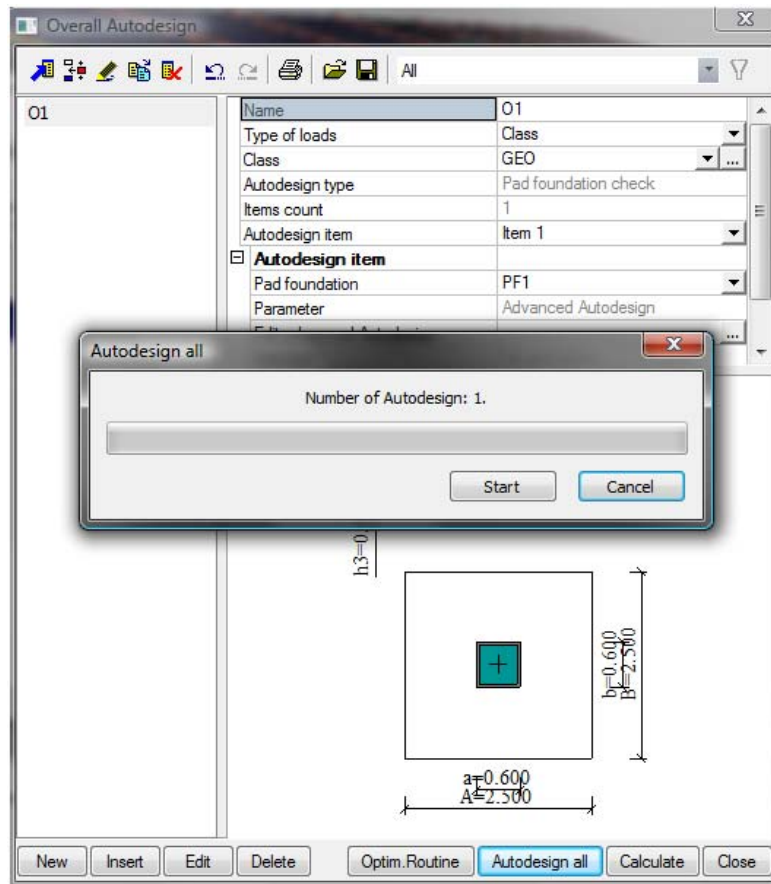 Overall Autodesign
All
O1
Name O1
Type of loads Class
Class GEO ...
Autodesign type Pad foundation check
Items count 1
Autodesign item Item 1
Autodesign item
Pad foundation PF1
Parameter Advanced Autodesign
...
Autodesign all
Number of Autodesign: 1.
Start Cancel
h3=0.
b=0.600
B=2.500
a=0.600
A=2.500
New Insert Edit Delete Optim.Routine Autodesign all Calculate Close